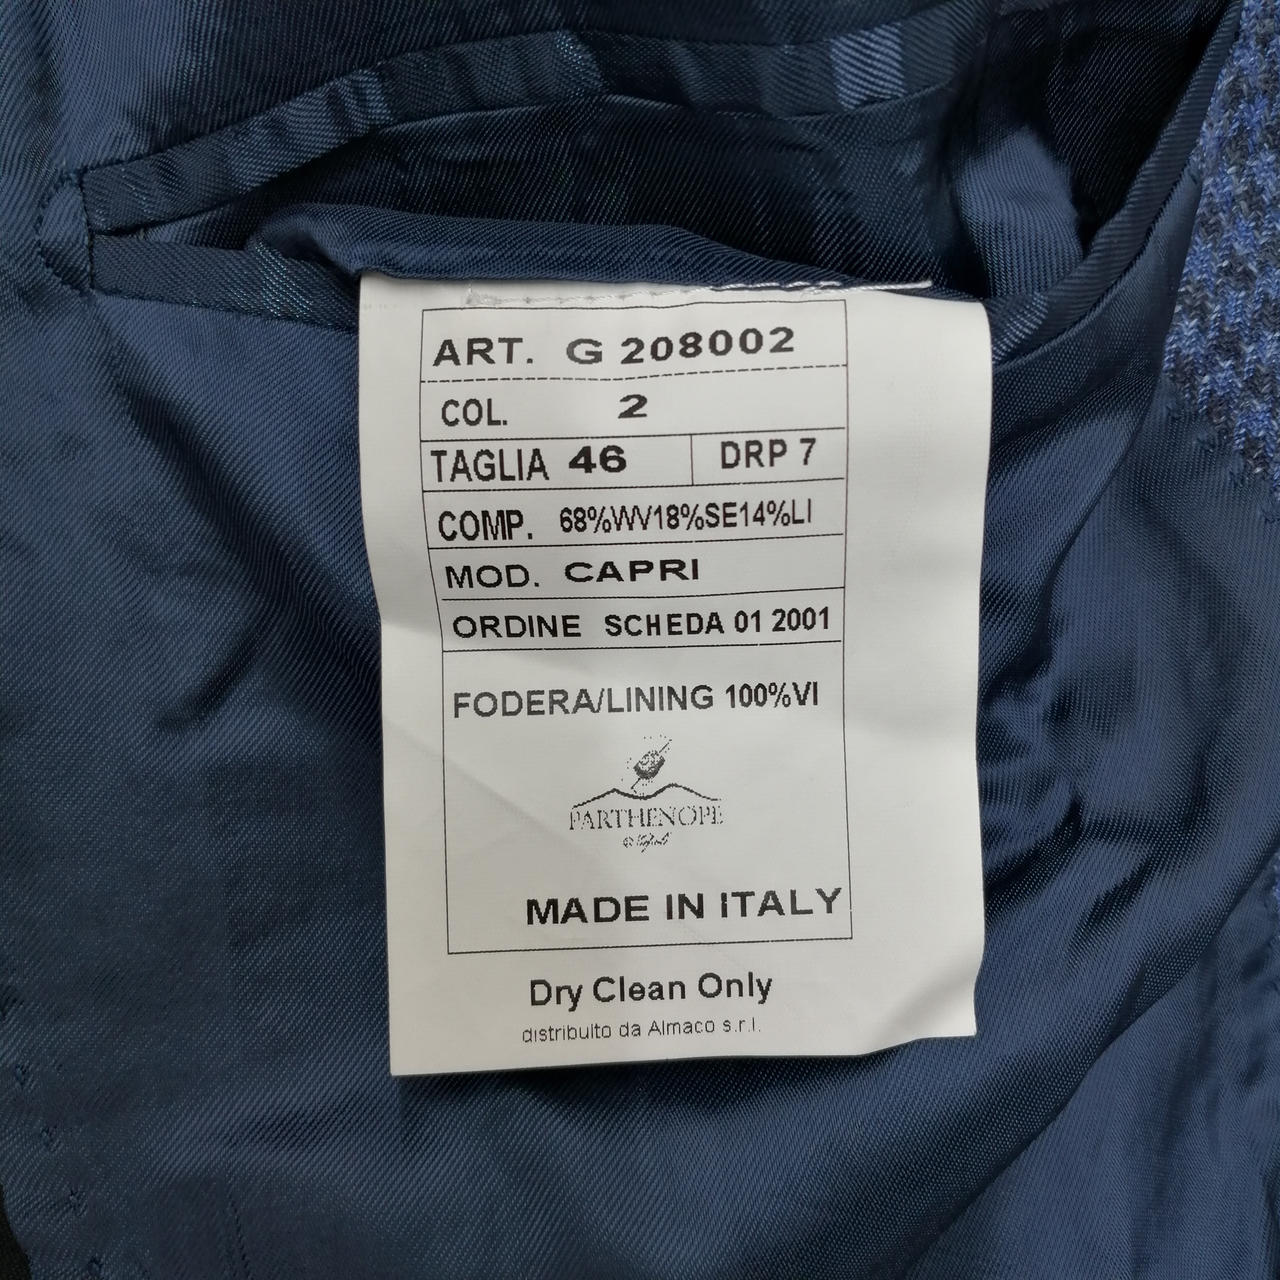 ART. G 208002
COL. 2
TAGLIA 46 DRP 7
COMP. 68%WV18%SE14%LI
MOD. CAPRI
ORDINE SCHEDA 01 2001
FODERA/LINING 100%VI
PARTHENOPE
MADE IN ITALY
Dry Clean Only
distribuito da Almaco s.r.l.